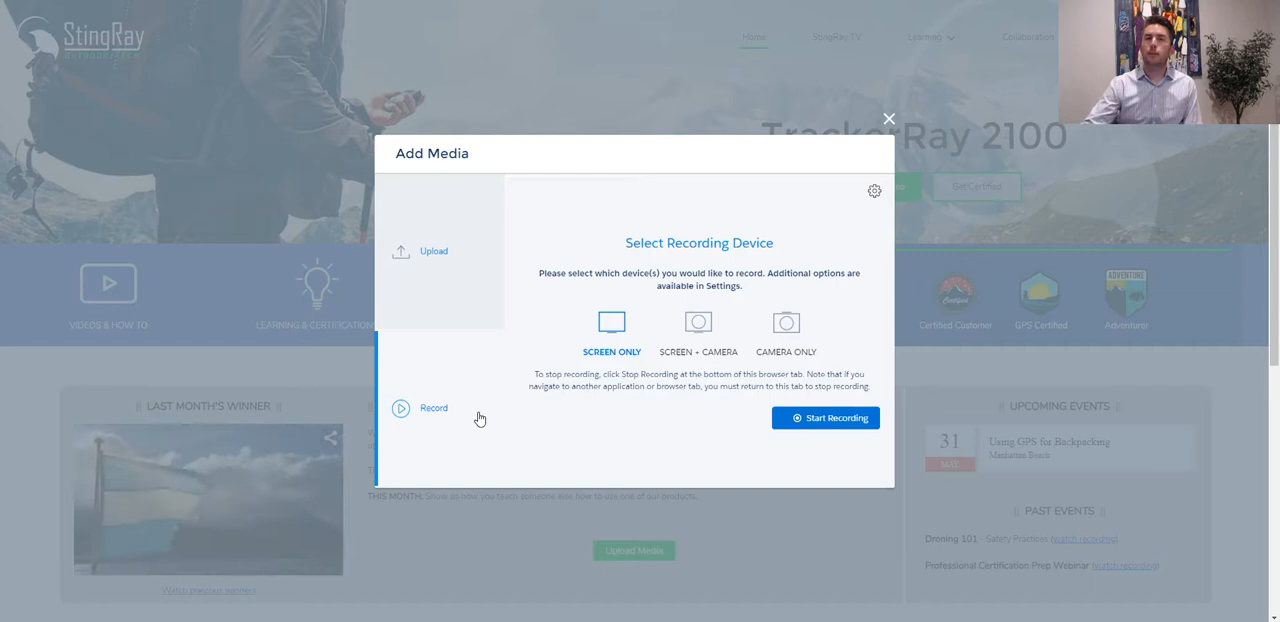 StingRay
Home
StingRay TV
Learning
Collaboration
TrackerRay 2100
Get Certified
Add Media
Upload
Record
Select Recording Device
Please select which device(s) you would like to record. Additional options are
available in Settings.
SCREEN ONLY
SCREEN + CAMERA
CAMERA ONLY
To stop recording, click Stop Recording at the bottom of this browser tab. Note that if you
navigate to another application or browser tab, you must return to this tab to stop recording.
Start Recording
VIDEOS & HOW TO
LEARNING & CERTIFICATION
Certified
ADVENTURE
Certified Customer
GPS Certified
Adventurer
|| LAST MONTH'S WINNER ||
THIS MONTH: Show us how you teach someone else how to use one of our products.
Upload Media
Watch previous winners
|| UPCOMING EVENTS ||
31
MAY
Using GPS for Backpacking
Manhattan Beach
|| PAST EVENTS ||
Droning 101 - Safety Practices (watch recording)
Professional Certification Prep Webinar (watch recording)